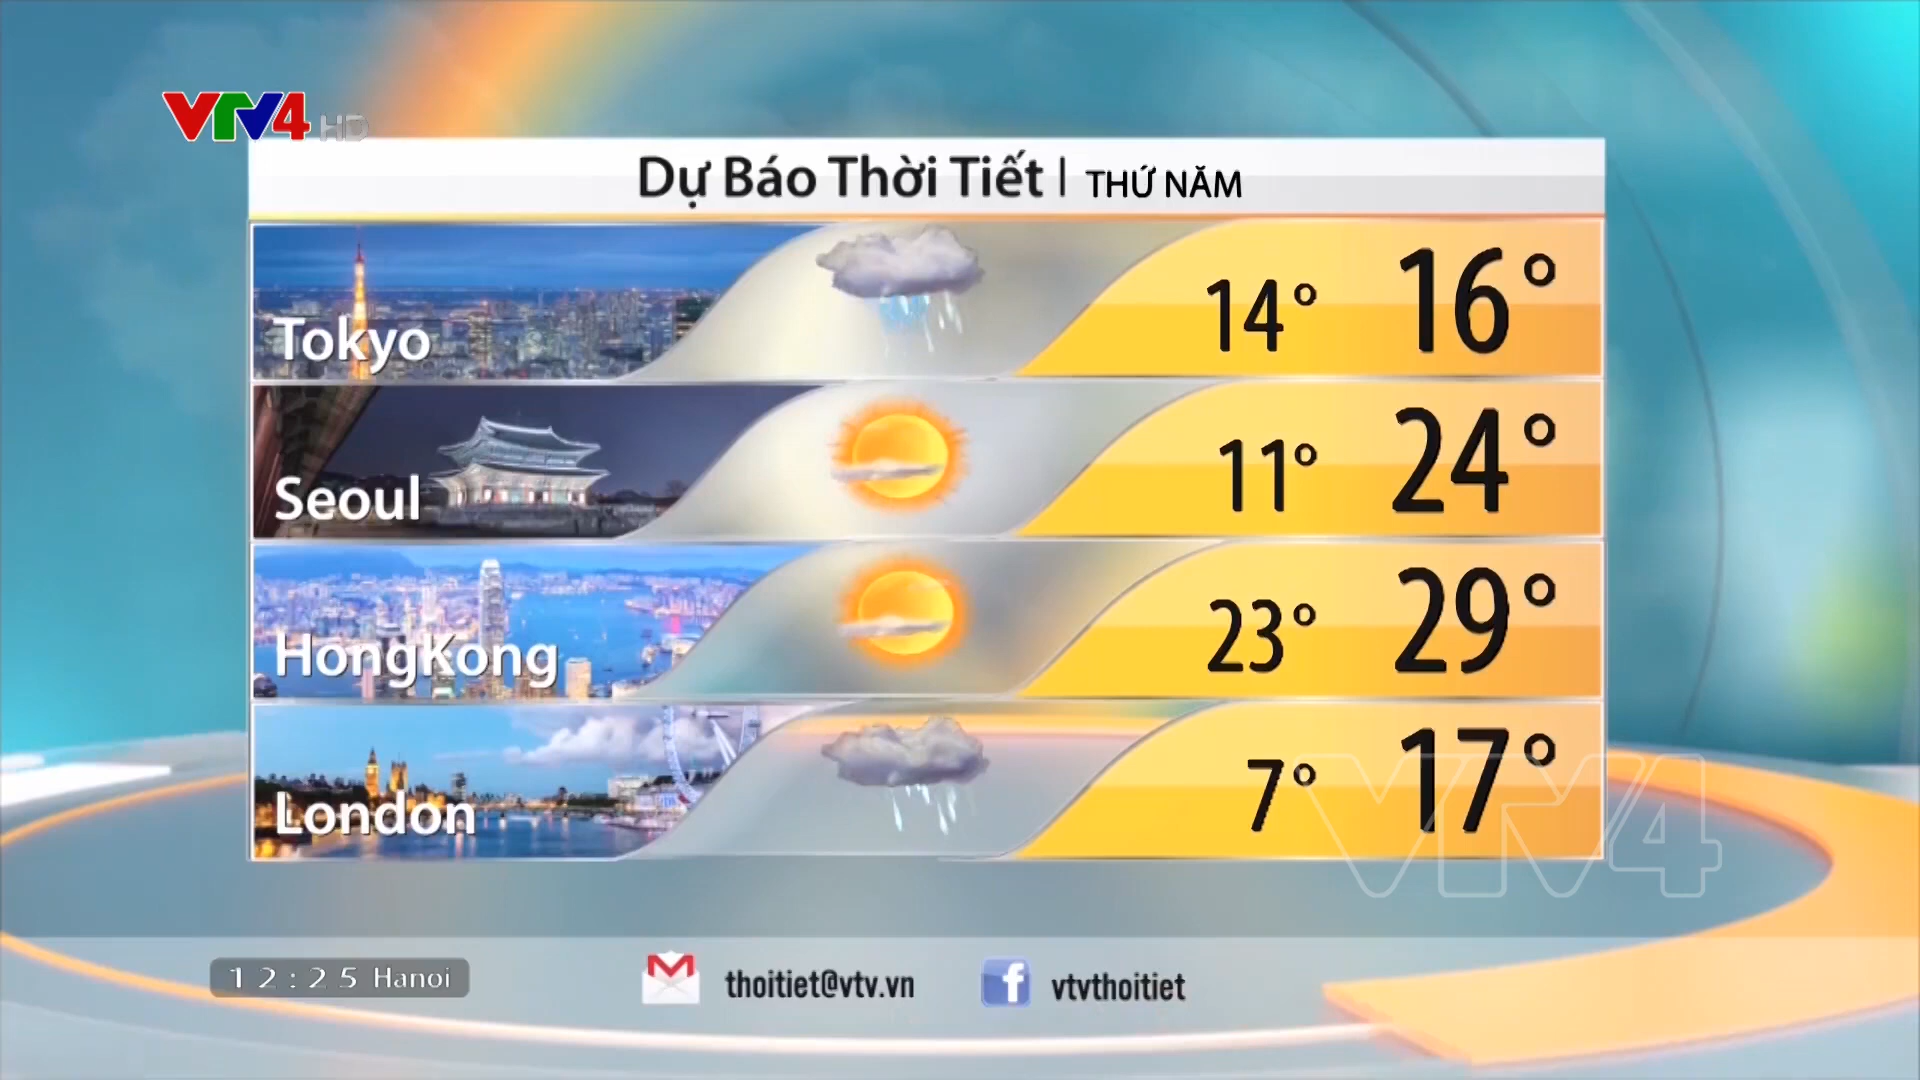 VTV4 HD
Dự Báo Thời Tiết | THỨ NĂM
Tokyo 14° 16°
Seoul 11° 24°
HongKong 23° 29°
London 7° 17°
VTV4
12:25 Hanoi thoitiet@vtv.vn f vtvthoitiet